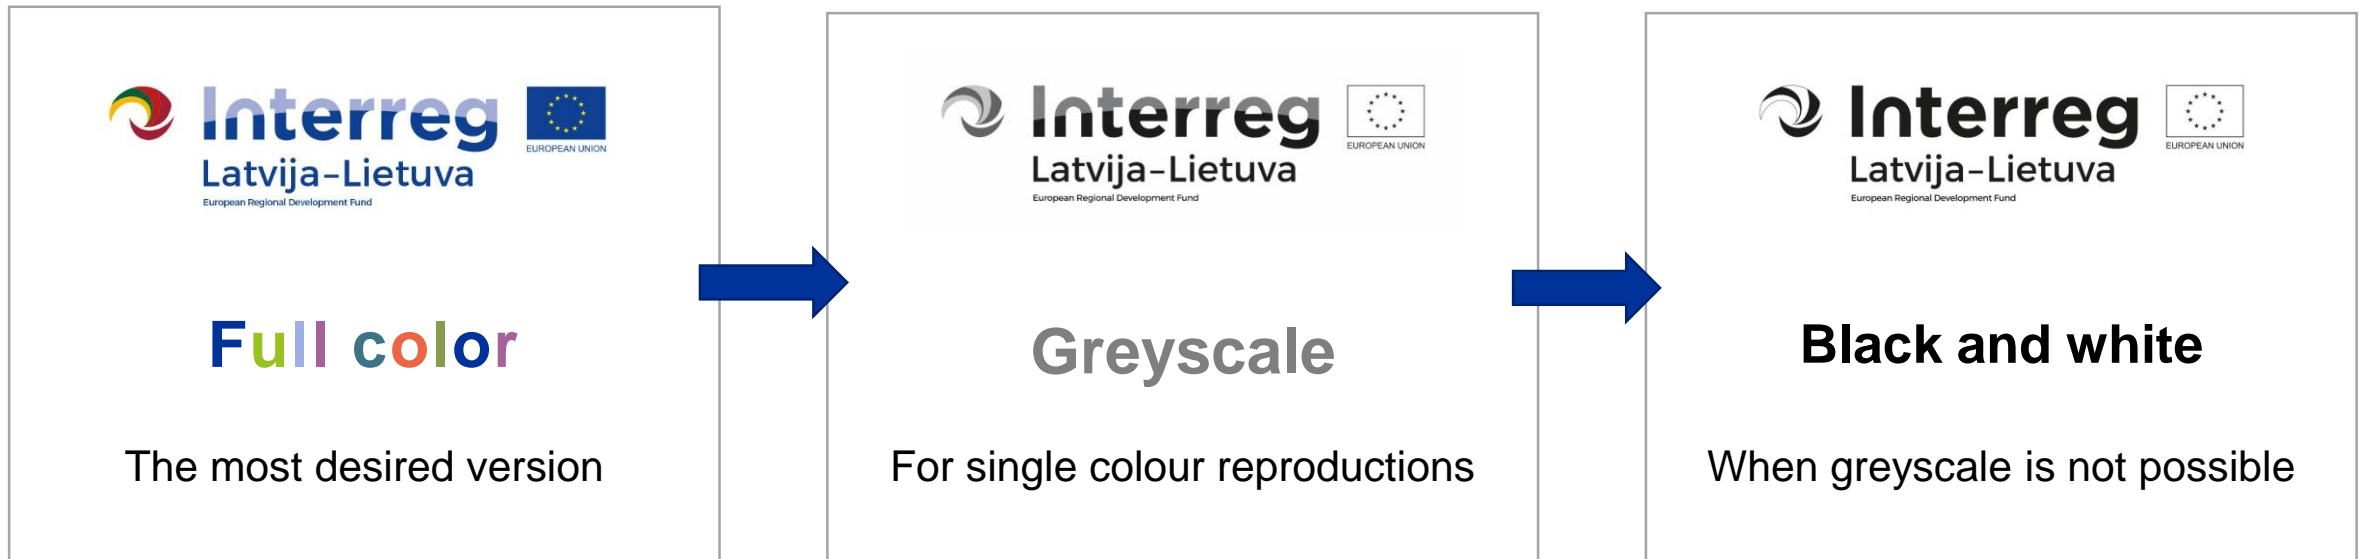 Interreg
EUROPEAN UNION
Latvija–Lietuva
European Regional Development Fund
Full color
The most desired version
Interreg
EUROPEAN UNION
Latvija–Lietuva
European Regional Development Fund
Greyscale
For single colour reproductions
Interreg
EUROPEAN UNION
Latvija–Lietuva
European Regional Development Fund
Black and white
When greyscale is not possible